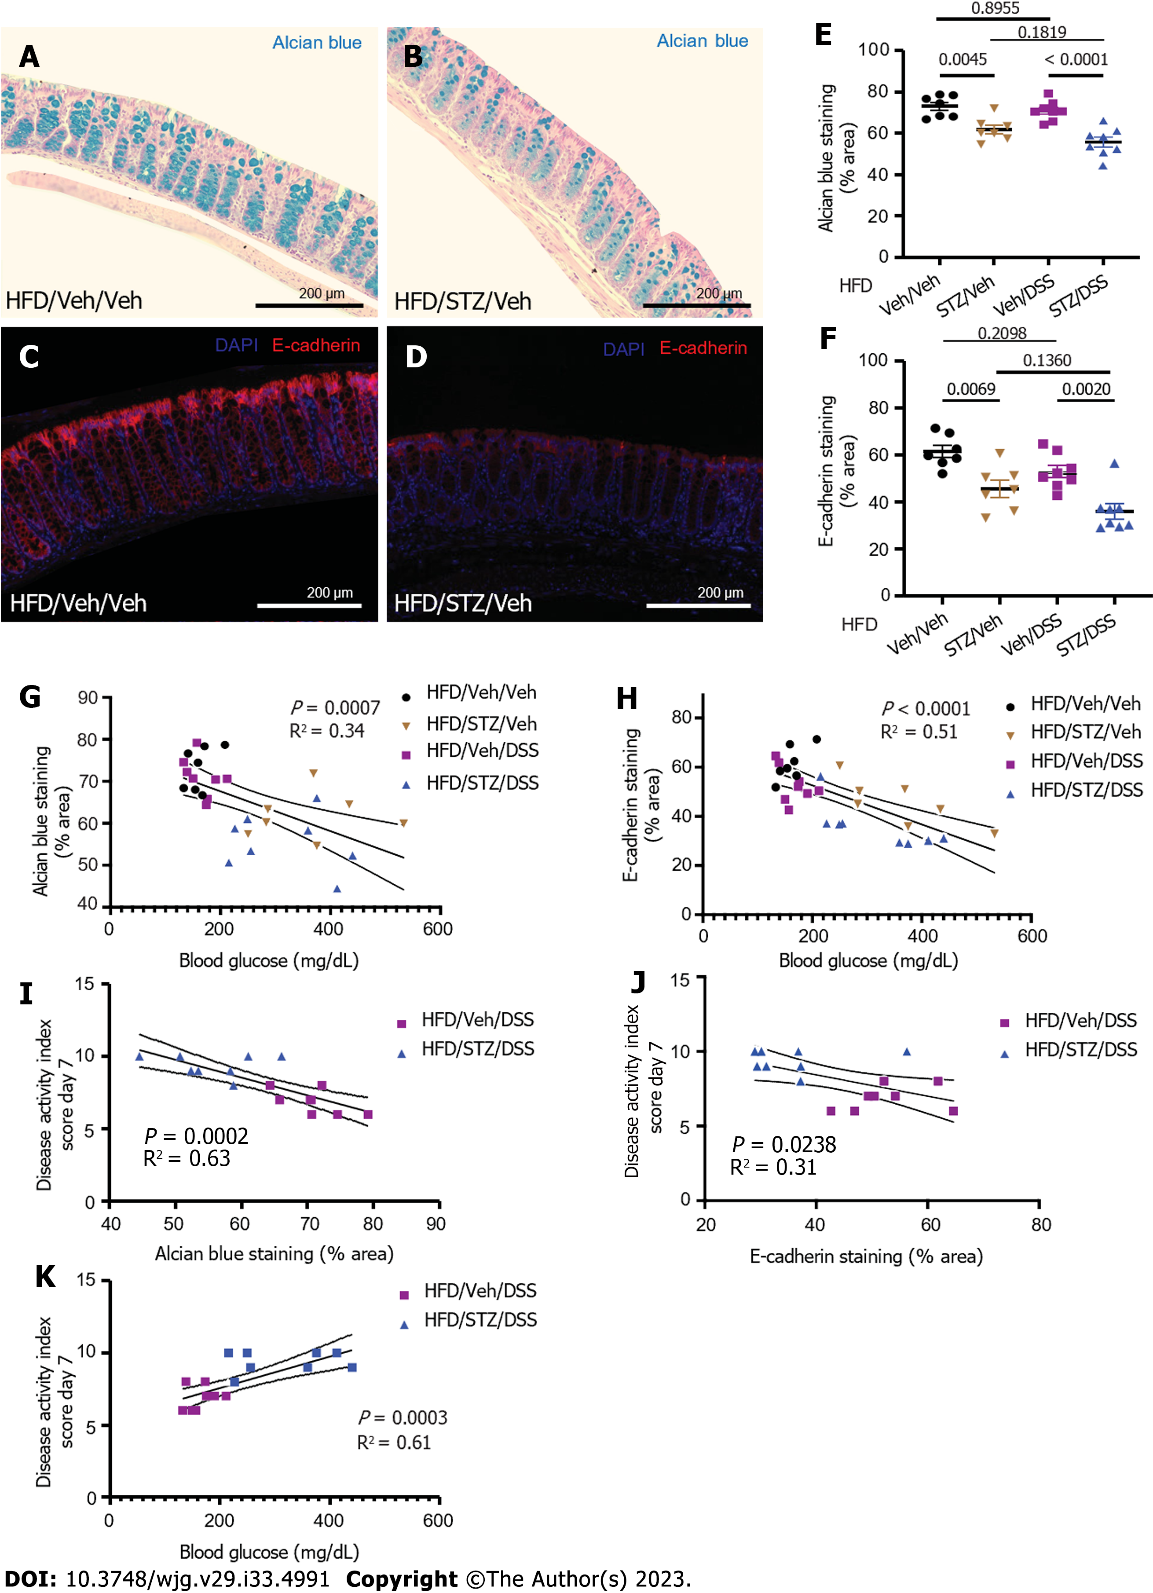 A
Alcian blue
HFD/Veh/Veh
200 µm
B
Alcian blue
HFD/STZ/Veh
200 µm
C
DAPI E-cadherin
HFD/Veh/Veh
200 µm
D
DAPI E-cadherin
HFD/STZ/Veh
200 µm
E
0.8955
0.1819
0.0045
< 0.0001
Alcian blue staining
(% area)
100
80
60
40
20
0
HFD
Veh/Veh
STZ/Veh
Veh/DSS
STZ/DSS
F
0.2098
0.1360
0.0069
0.0020
E-cadherin staining
(% area)
100
80
60
40
20
0
HFD
Veh/Veh
STZ/Veh
Veh/DSS
STZ/DSS
G
P = 0.0007
R² = 0.34
HFD/Veh/Veh
HFD/STZ/Veh
HFD/Veh/DSS
HFD/STZ/DSS
Alcian blue staining
(% area)
90
80
70
60
50
40
0 200 400 600
Blood glucose (mg/dL)
H
P < 0.0001
R² = 0.51
HFD/Veh/Veh
HFD/STZ/Veh
HFD/Veh/DSS
HFD/STZ/DSS
E-cadherin staining
(% area)
80
60
40
20
0
0 200 400 600
Blood glucose (mg/dL)
I
HFD/Veh/DSS
HFD/STZ/DSS
Disease activity index
score day 7
15
10
5
0
P = 0.0002
R² = 0.63
40 50 60 70 80 90
Alcian blue staining (% area)
J
HFD/Veh/DSS
HFD/STZ/DSS
Disease activity index
score day 7
15
10
5
0
P = 0.0238
R² = 0.31
20 40 60 80
E-cadherin staining (% area)
K
HFD/Veh/DSS
HFD/STZ/DSS
Disease activity index
score day 7
15
10
5
0
P = 0.0003
R² = 0.61
0 200 400 600
Blood glucose (mg/dL)
DOI: 10.3748/wjg.v29.i33.4991 Copyright ©The Author(s) 2023.